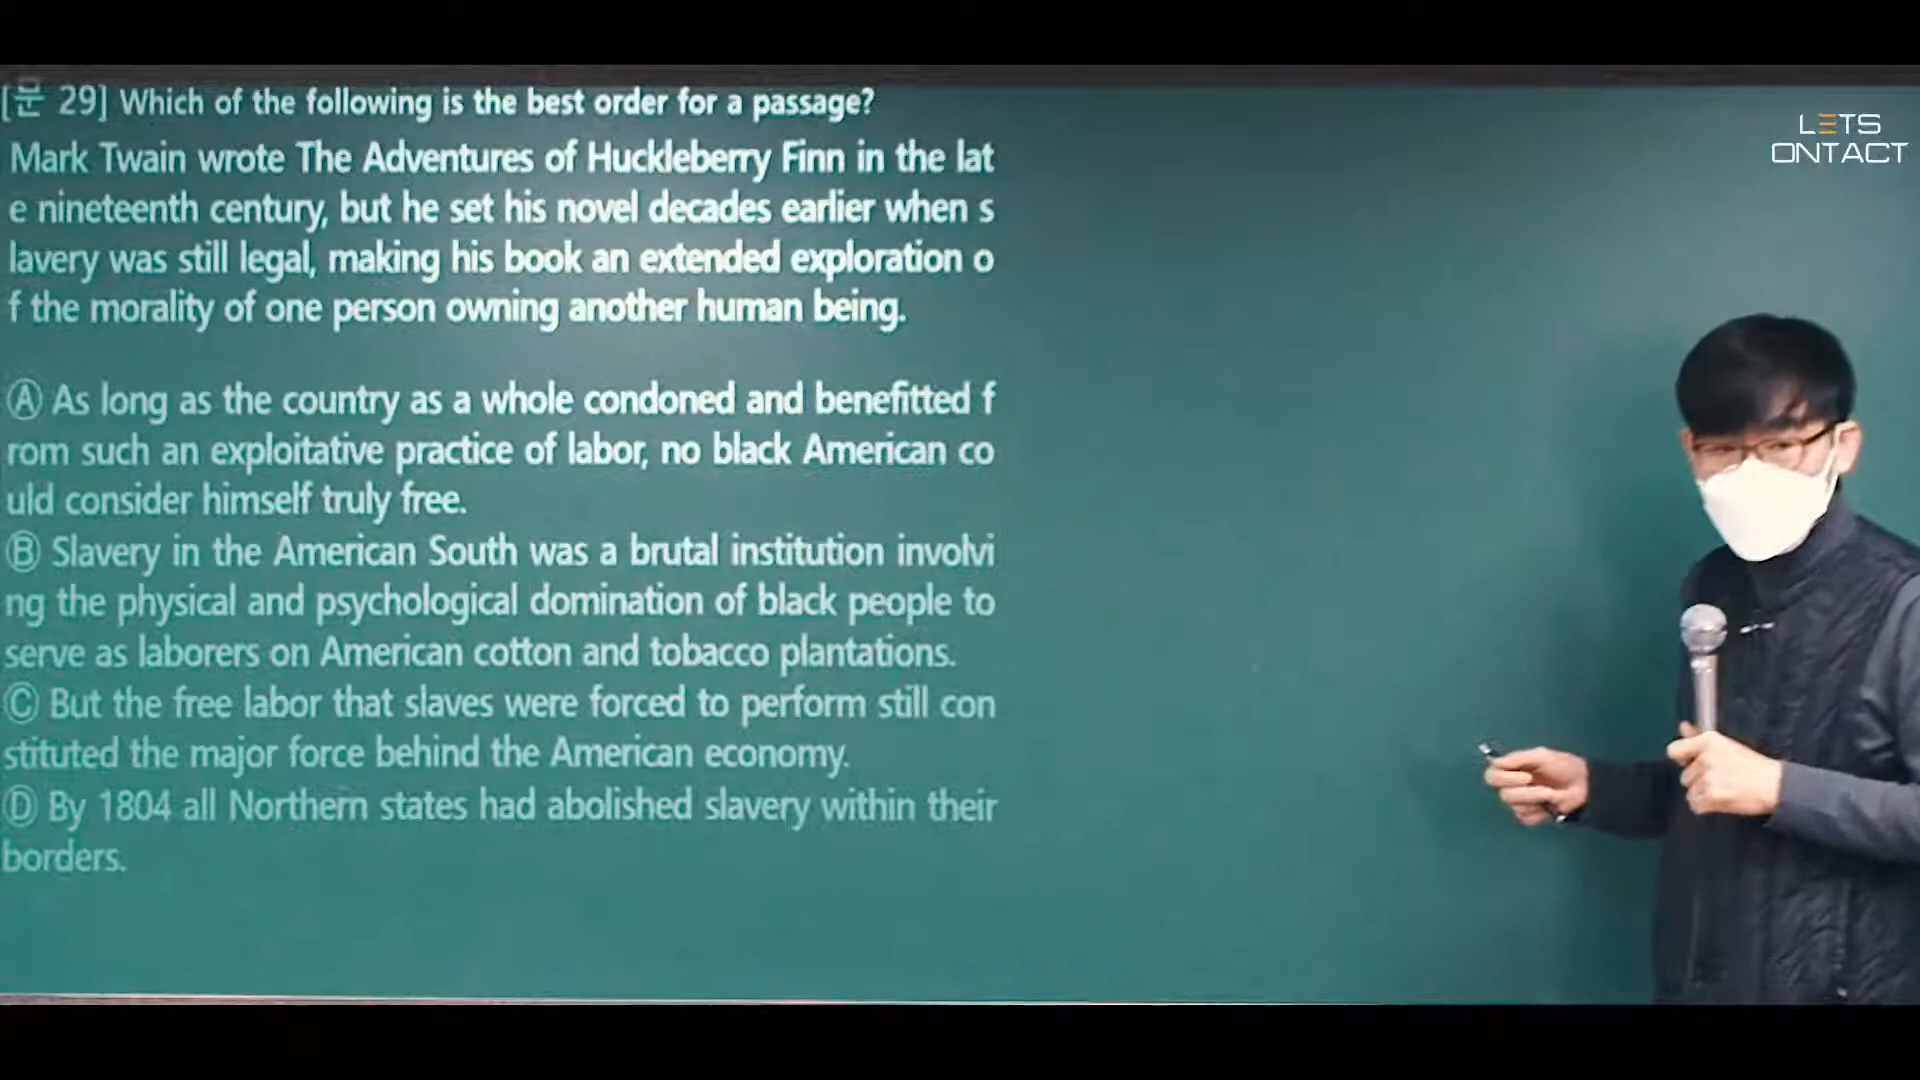 [문 29] Which of the following is the best order for a passage?
LETS
ONTACT
Mark Twain wrote The Adventures of Huckleberry Finn in the lat
e nineteenth century, but he set his novel decades earlier when s
lavery was still legal, making his book an extended exploration o
f the morality of one person owning another human being.
Ⓐ As long as the country as a whole condoned and benefitted f
rom such an exploitative practice of labor, no black American co
uld consider himself truly free.
Ⓑ Slavery in the American South was a brutal institution involvi
ng the physical and psychological domination of black people to
serve as laborers on American cotton and tobacco plantations.
Ⓒ But the free labor that slaves were forced to perform still con
stituted the major force behind the American economy.
Ⓓ By 1804 all Northern states had abolished slavery within their
borders.